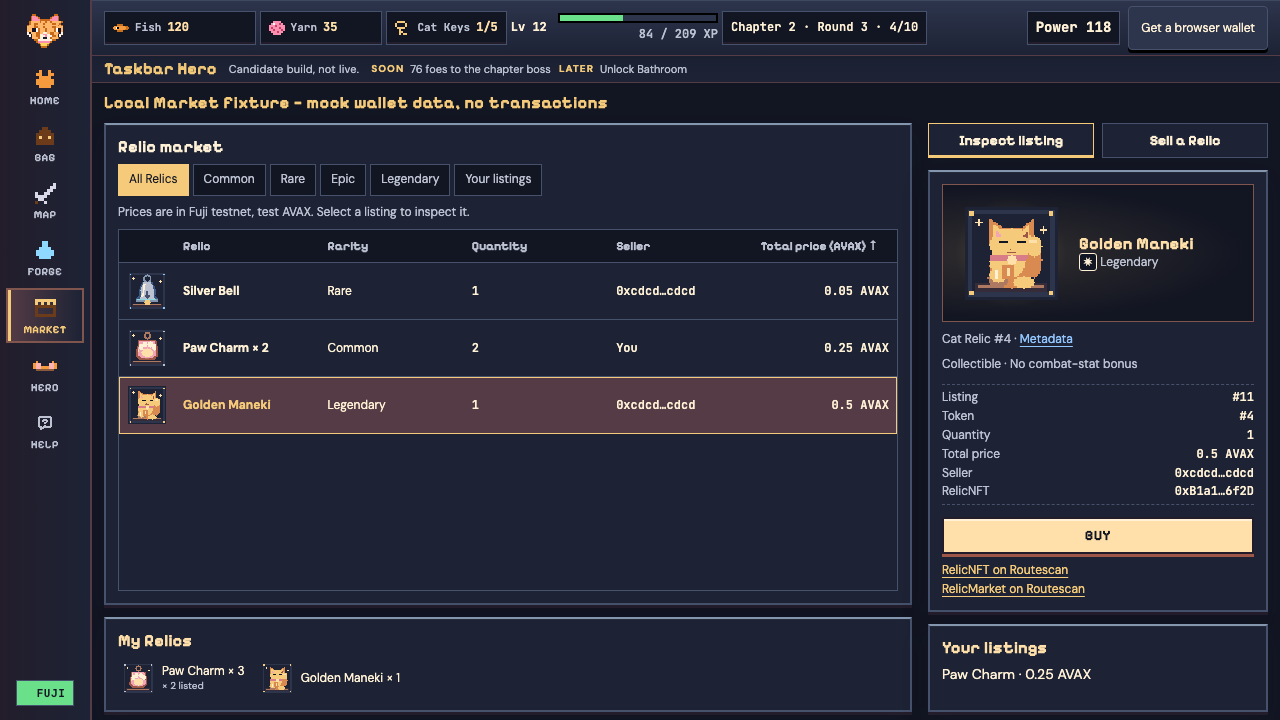 Fish 120
Yarn 35
Cat Keys 1/5
Lv 12
84 / 209 XP
Chapter 2 · Round 3 · 4/10
Power 118
Get a browser wallet
HOME
BAG
MAP
FORGE
MARKET
HERO
HELP
FUJI
Taskbar Hero Candidate build, not live. SOON 76 foes to the chapter boss LATER Unlock Bathroom
Local Market Fixture - mock wallet data, no transactions
Relic market
All Relics Common Rare Epic Legendary Your listings
Prices are in Fuji testnet, test AVAX. Select a listing to inspect it.
Relic Rarity Quantity Seller Total price (AVAX) ↑
Silver Bell Rare 1 0xcdcd…cdcd 0.05 AVAX
Paw Charm × 2 Common 2 You 0.25 AVAX
Golden Maneki Legendary 1 0xcdcd…cdcd 0.5 AVAX
My Relics
Paw Charm × 3
× 2 listed
Golden Maneki × 1
Inspect listing
Sell a Relic
Golden Maneki
Legendary
Cat Relic #4 · Metadata
Collectible · No combat-stat bonus
Listing #11
Token #4
Quantity 1
Total price 0.5 AVAX
Seller 0xcdcd…cdcd
RelicNFT 0xB1a1…6f2D
BUY
RelicNFT on Routescan
RelicMarket on Routescan
Your listings
Paw Charm · 0.25 AVAX